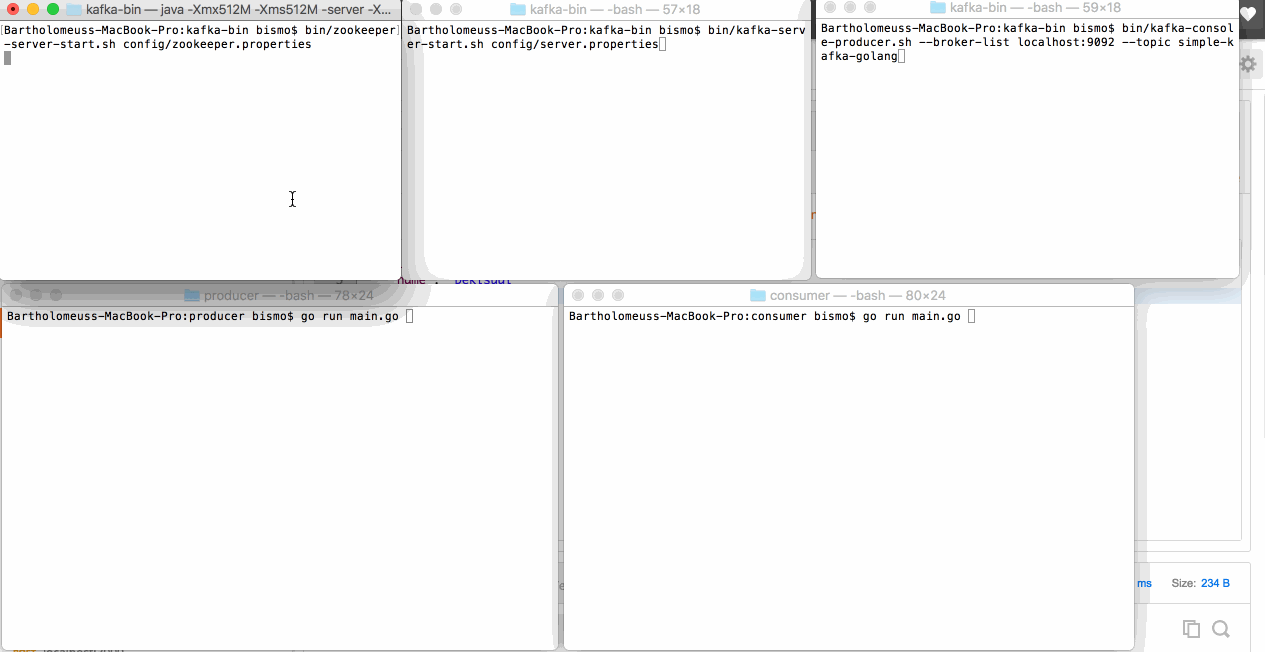 kafka-bin — java -Xmx512M -Xms512M -server -X...
[Bartholomeuss-MacBook-Pro:kafka-bin bismo$ bin/zookeeper]
-server-start.sh config/zookeeper.properties
kafka-bin — -bash — 57×18
Bartholomeuss-MacBook-Pro:kafka-bin bismo$ bin/kafka-serv
er-start.sh config/server.properties
kafka-bin — -bash — 59×18
Bartholomeuss-MacBook-Pro:kafka-bin bismo$ bin/kafka-consol
e-producer.sh --broker-list localhost:9092 --topic simple-k
afka-golang
producer — -bash — 78×24
Bartholomeuss-MacBook-Pro:producer bismo$ go run main.go
consumer — -bash — 80×24
Bartholomeuss-MacBook-Pro:consumer bismo$ go run main.go
ms Size: 234 B